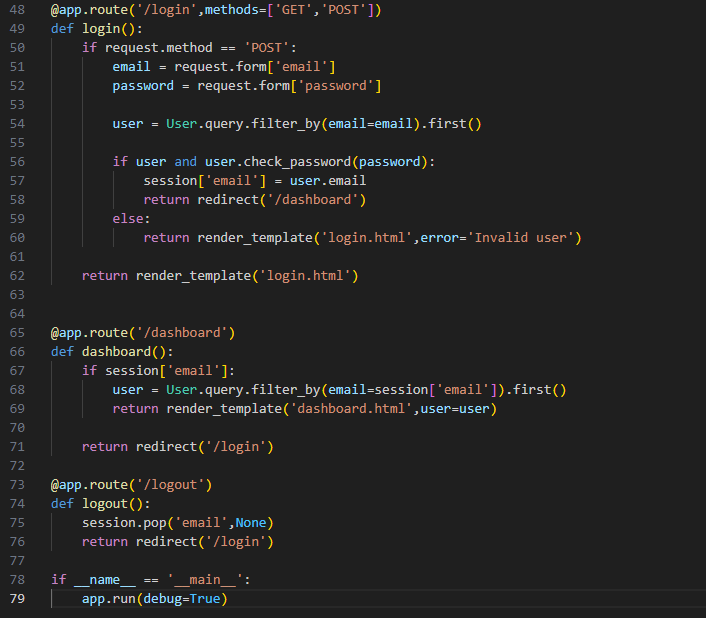 48 @app.route('/login',methods=['GET','POST'])
49 def login():
50     if request.method == 'POST':
51         email = request.form['email']
52         password = request.form['password']
53
54         user = User.query.filter_by(email=email).first()
55
56         if user and user.check_password(password):
57             session['email'] = user.email
58             return redirect('/dashboard')
59         else:
60             return render_template('login.html',error='Invalid user')
61
62     return render_template('login.html')
63
64
65 @app.route('/dashboard')
66 def dashboard():
67     if session['email']:
68         user = User.query.filter_by(email=session['email']).first()
69         return render_template('dashboard.html',user=user)
70
71     return redirect('/login')
72
73 @app.route('/logout')
74 def logout():
75     session.pop('email',None)
76     return redirect('/login')
77
78 if __name__ == '__main__':
79     app.run(debug=True)